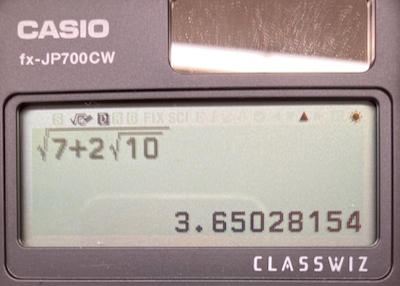 CASIO
fx-JP700CW
√7+2√10
3.65028154
CLASSWIZ